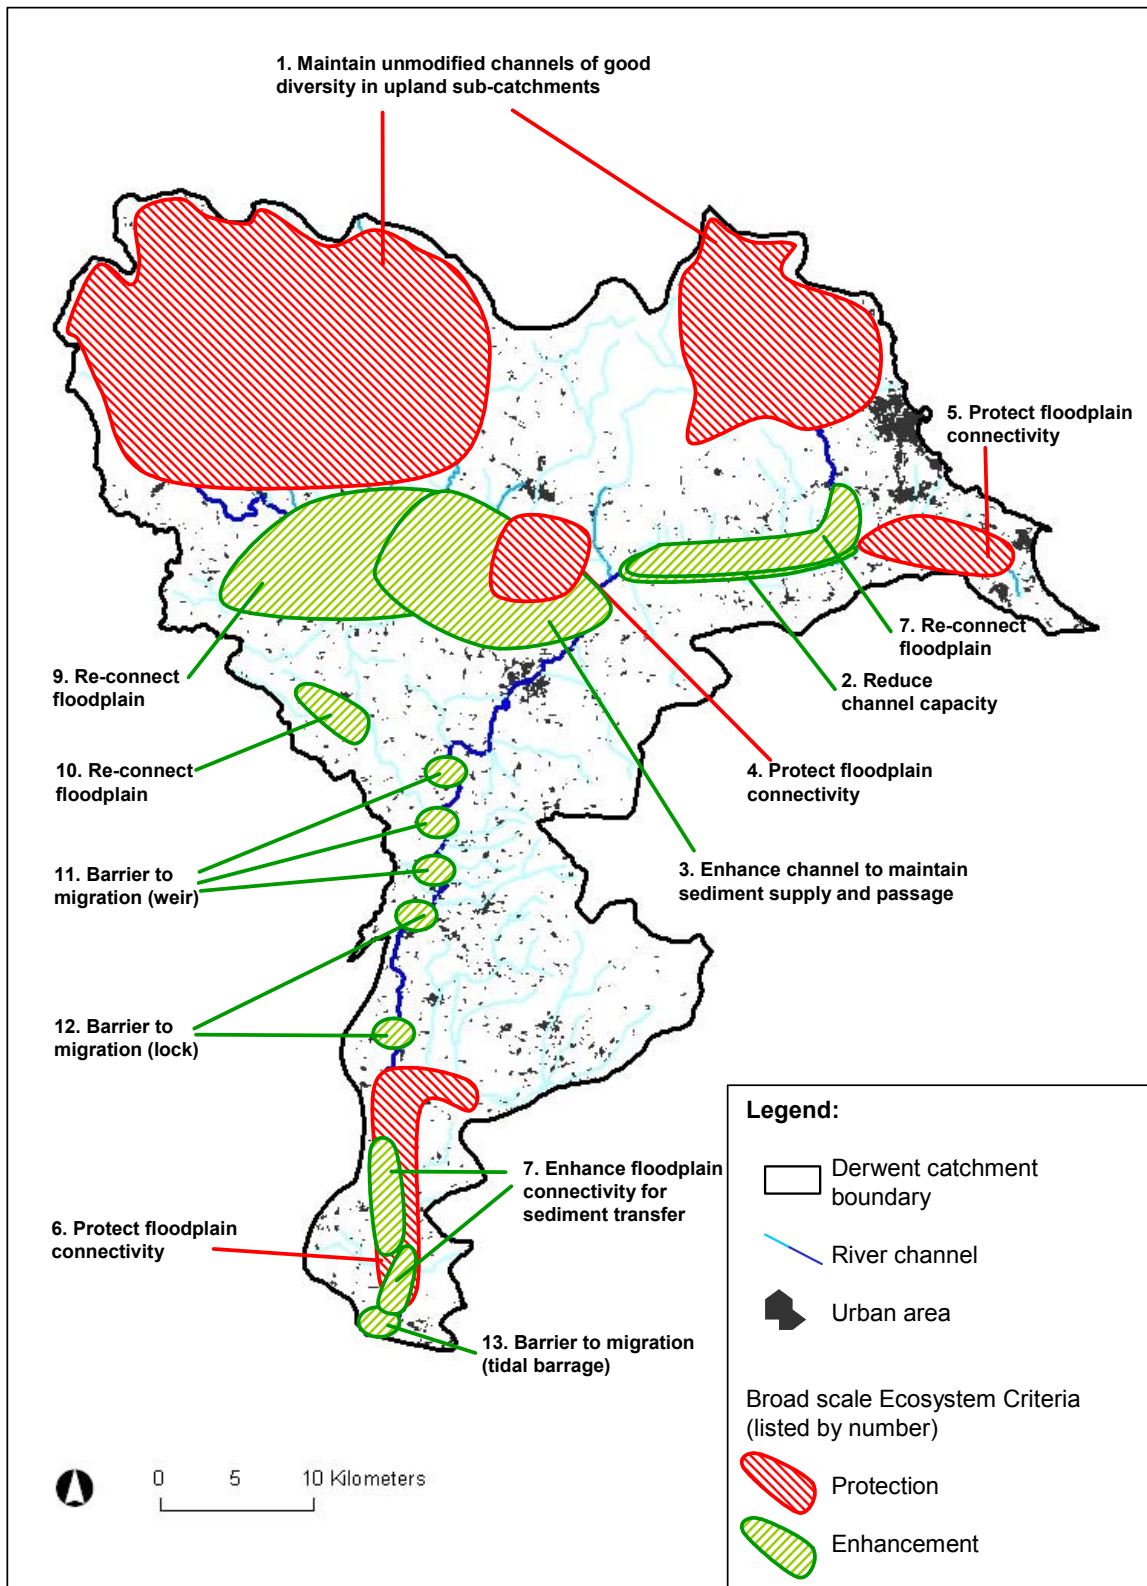 1. Maintain unmodified channels of good
diversity in upland sub-catchments
5. Protect floodplain
connectivity
7. Re-connect
floodplain
2. Reduce
channel capacity
9. Re-connect
floodplain
10. Re-connect
floodplain
4. Protect floodplain
connectivity
11. Barrier to
migration (weir)
3. Enhance channel to maintain
sediment supply and passage
12. Barrier to
migration (lock)
7. Enhance floodplain
connectivity for
sediment transfer
6. Protect floodplain
connectivity
13. Barrier to migration
(tidal barrage)
Legend:
Derwent catchment
boundary
River channel
Urban area
Broad scale Ecosystem Criteria
(listed by number)
Protection
Enhancement
0 5 10 Kilometers